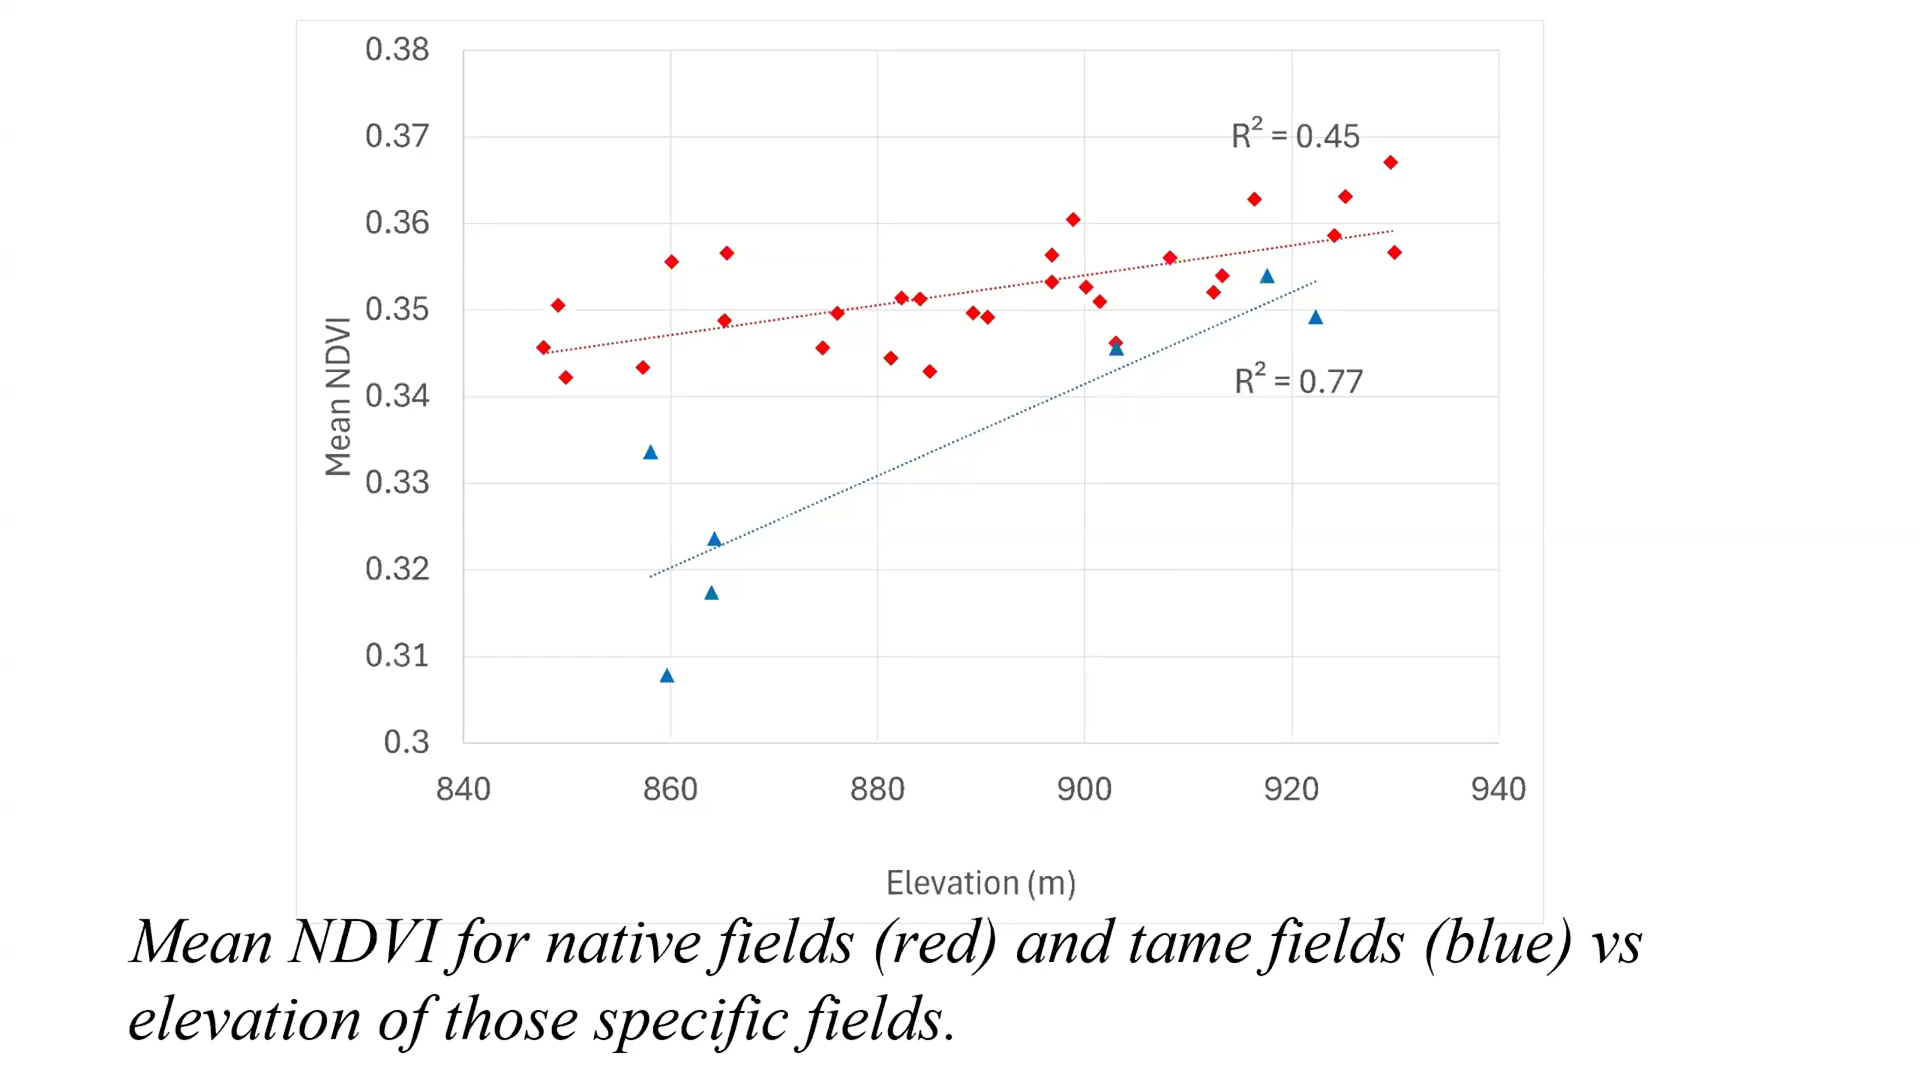 0.38
0.37
R² = 0.45
0.36
0.35
Mean NDVI
0.34
R² = 0.77
0.33
0.32
0.31
0.3
840 860 880 900 920 940
Elevation (m)
Mean NDVI for native fields (red) and tame fields (blue) vs
elevation of those specific fields.